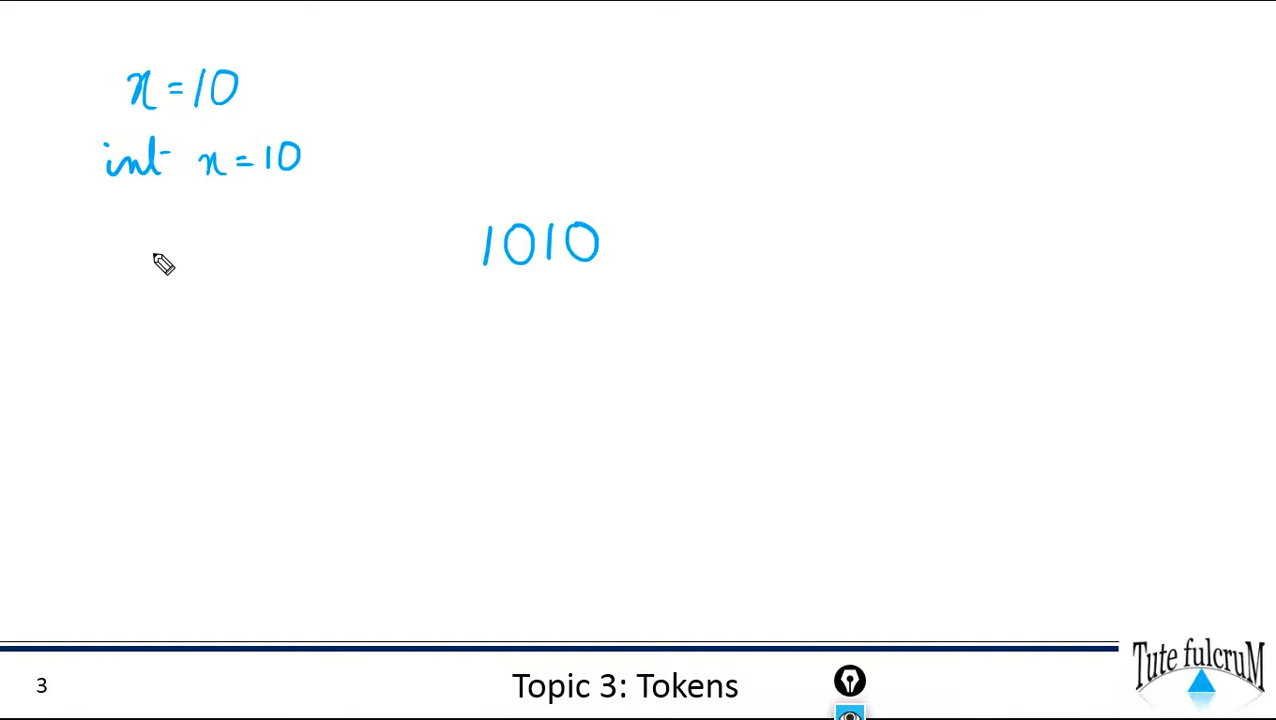 x = 10
int x = 10
1010
3
Topic 3: Tokens
Tute fulcruM